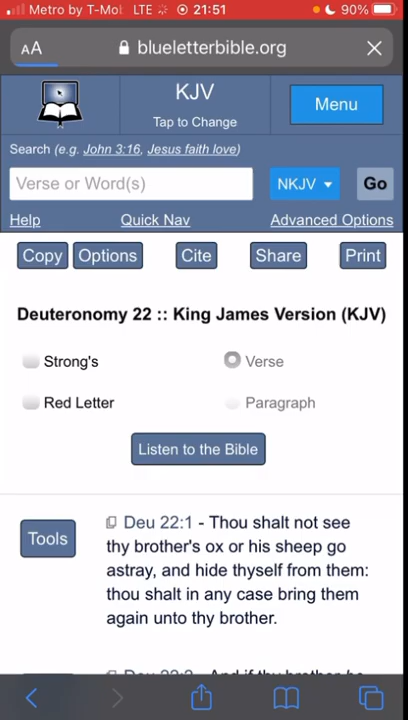 Metro by T-Mol LTE 21:51 90%
AA blueletterbible.org
KJV
Tap to Change
Menu
Search (e.g. John 3:16, Jesus faith love)
Verse or Word(s) NKJV Go
Help Quick Nav Advanced Options
Copy Options Cite Share Print
Deuteronomy 22 :: King James Version (KJV)
Strong's Verse
Red Letter Paragraph
Listen to the Bible
Tools
Deu 22:1 - Thou shalt not see
thy brother's ox or his sheep go
astray, and hide thyself from them:
thou shalt in any case bring them
again unto thy brother.